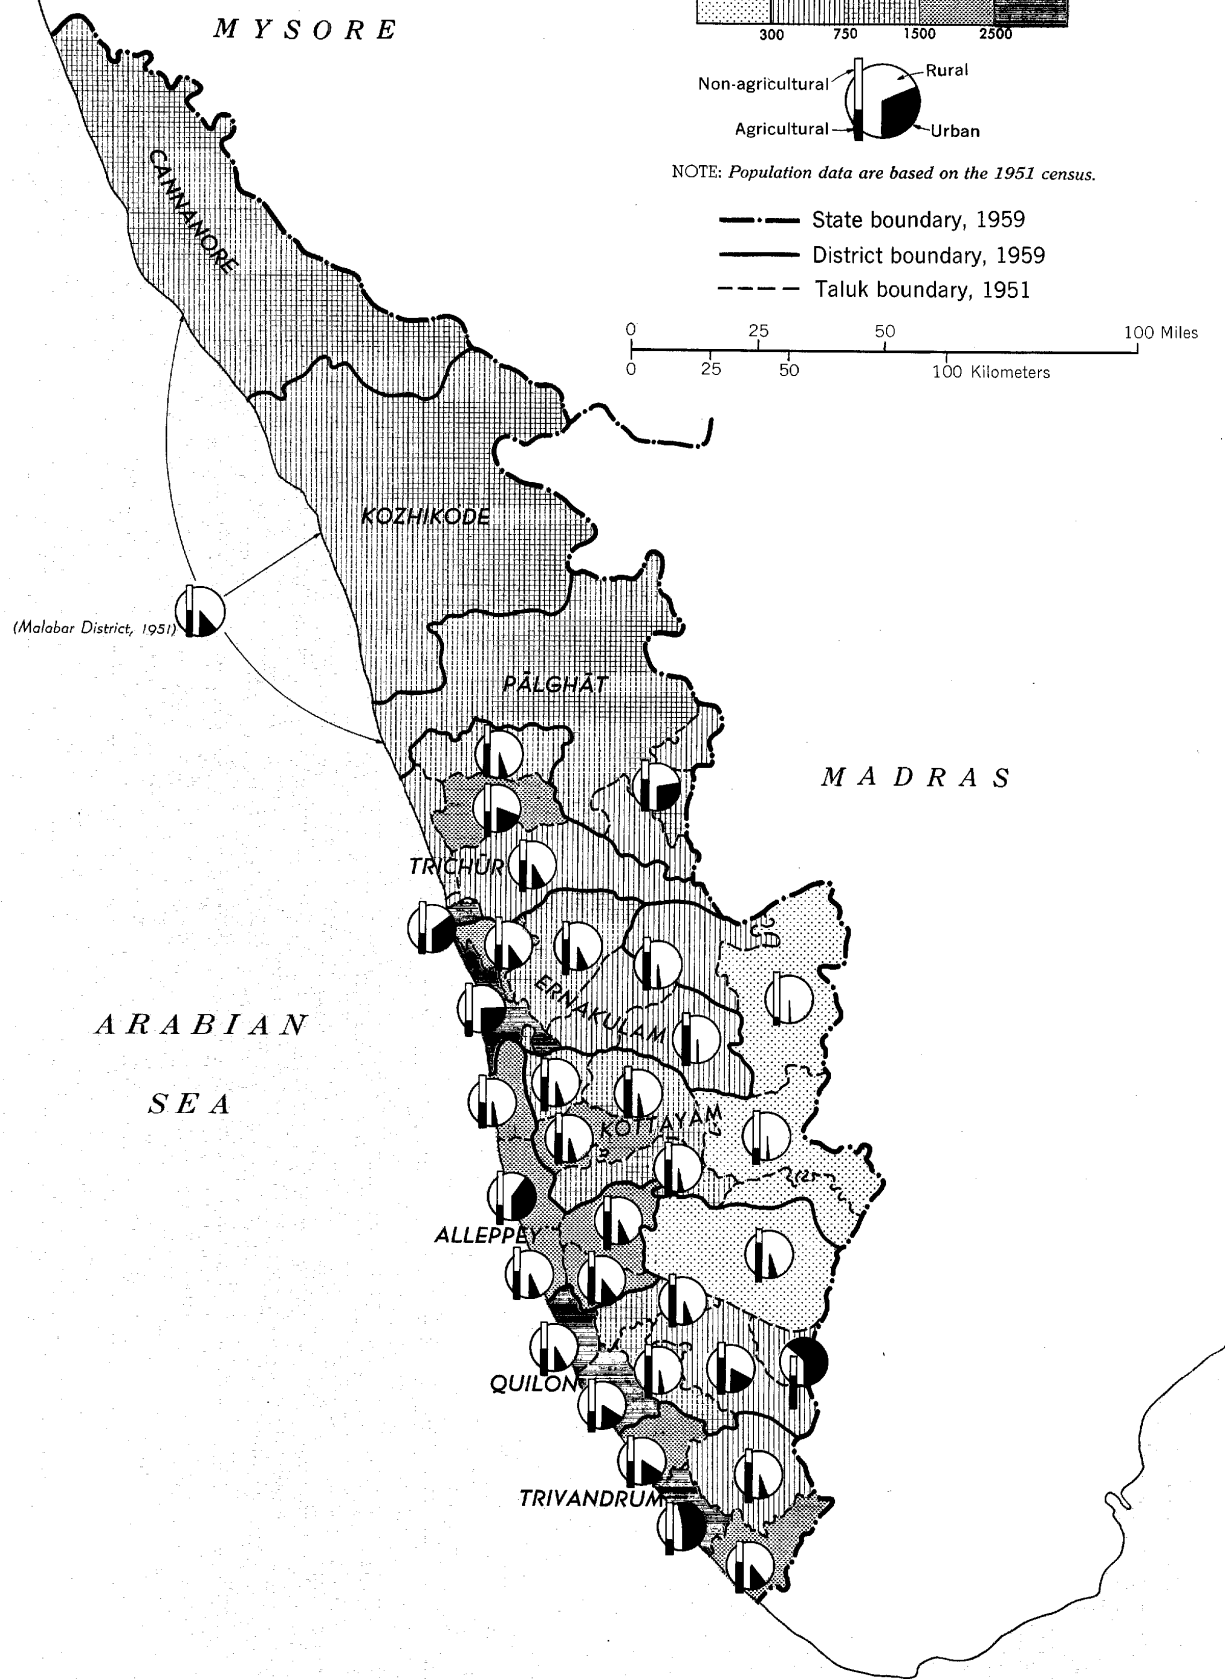 MYSORE
300 750 1500 2500
Non-agricultural
Rural
Agricultural
Urban
NOTE: Population data are based on the 1951 census.
State boundary, 1959
District boundary, 1959
Taluk boundary, 1951
0 25 50 100 Miles
0 25 50 100 Kilometers
CANNANORE
KOZHIKODE
(Malabar District, 1951)
PĀLGHĀT
MADRAS
TRICHŪR
ERNAKULAM
ARABIAN
SEA
KOTTAYAM
ALLEPPEY
QUILON
TRIVANDRUM